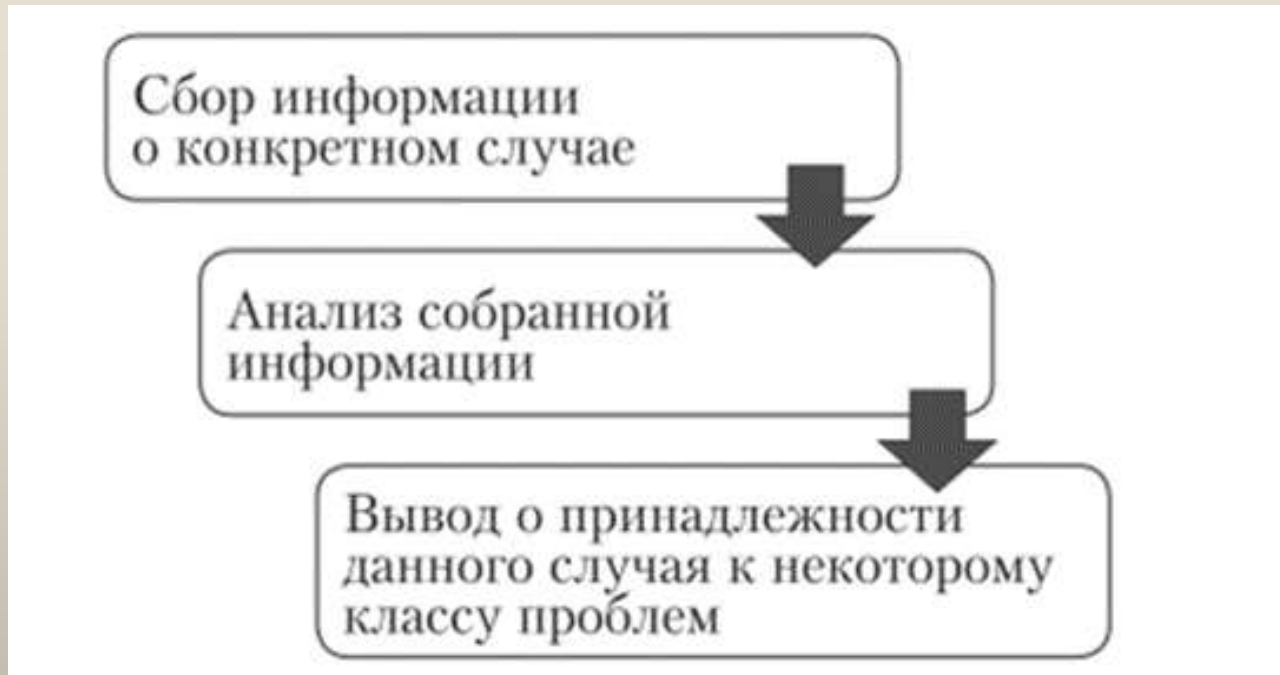 Сбор информации
о конкретном случае
Анализ собранной
информации
Вывод о принадлежности
данного случая к некоторому
классу проблем